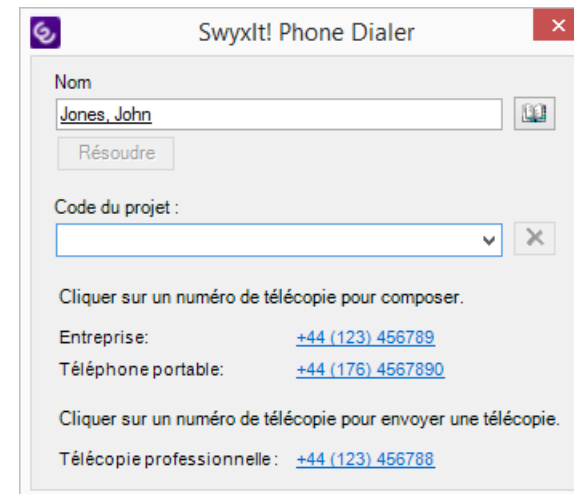 SwyxIt! Phone Dialer
Nom
Jones, John
Résoudre
Code du projet :
Cliquer sur un numéro de télécopie pour composer.
Entreprise: +44 (123) 456789
Téléphone portable: +44 (176) 4567890
Cliquer sur un numéro de télécopie pour envoyer une télécopie.
Télécopie professionnelle : +44 (123) 456788